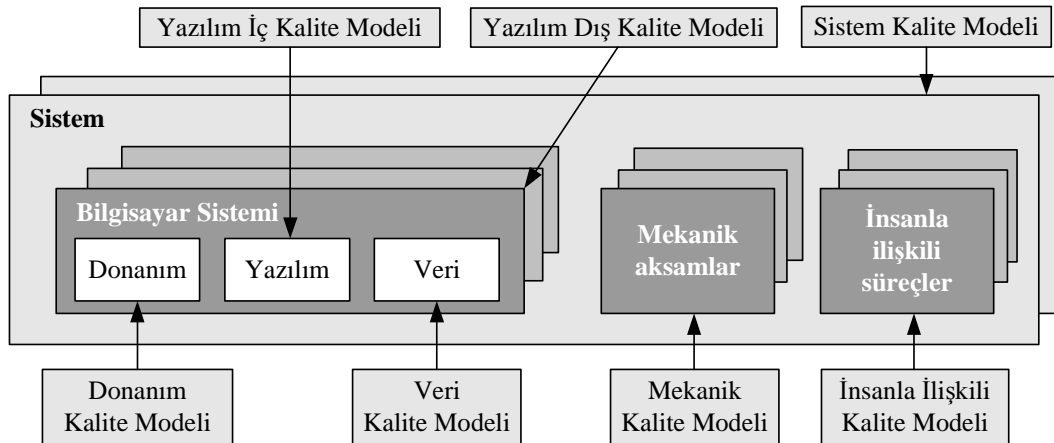 Yazılım İç Kalite Modeli
Yazılım Dış Kalite Modeli
Sistem Kalite Modeli
Sistem
Bilgisayar Sistemi
Donanım
Yazılım
Veri
Mekanik
aksamlar
İnsanla
ilişkili
süreçler
Donanım
Kalite Modeli
Veri
Kalite Modeli
Mekanik
Kalite Modeli
İnsanla İlişkili
Kalite Modeli